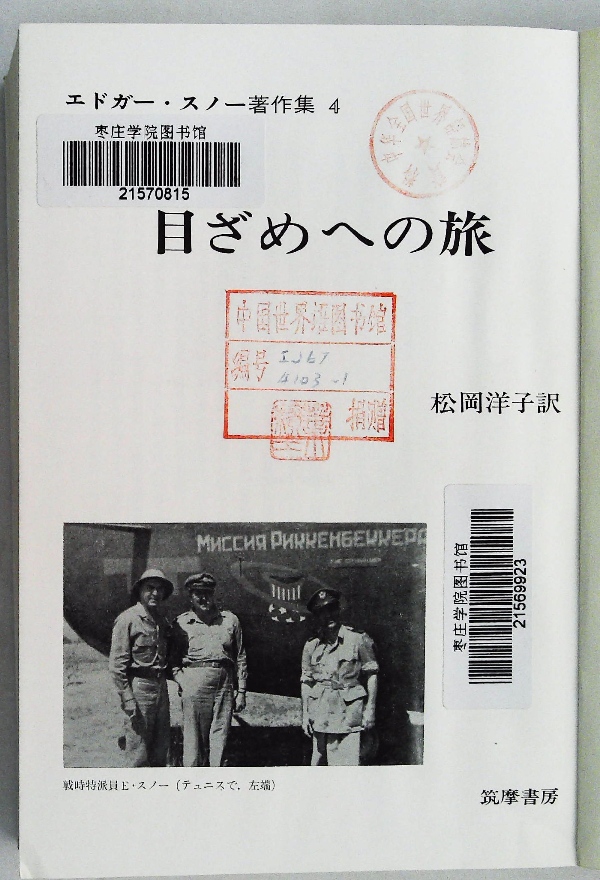 エドガー・スノー著作集 4
枣庄学院图书馆
21570815
目ざめへの旅
中国世界语图书馆
编号
捐赠
松岡洋子訳
МИССИЯ РИККЕНБЕККЕРА
枣庄学院图书馆
21569923
戦時特派員E・スノー（テュニスで，左端）
筑摩書房